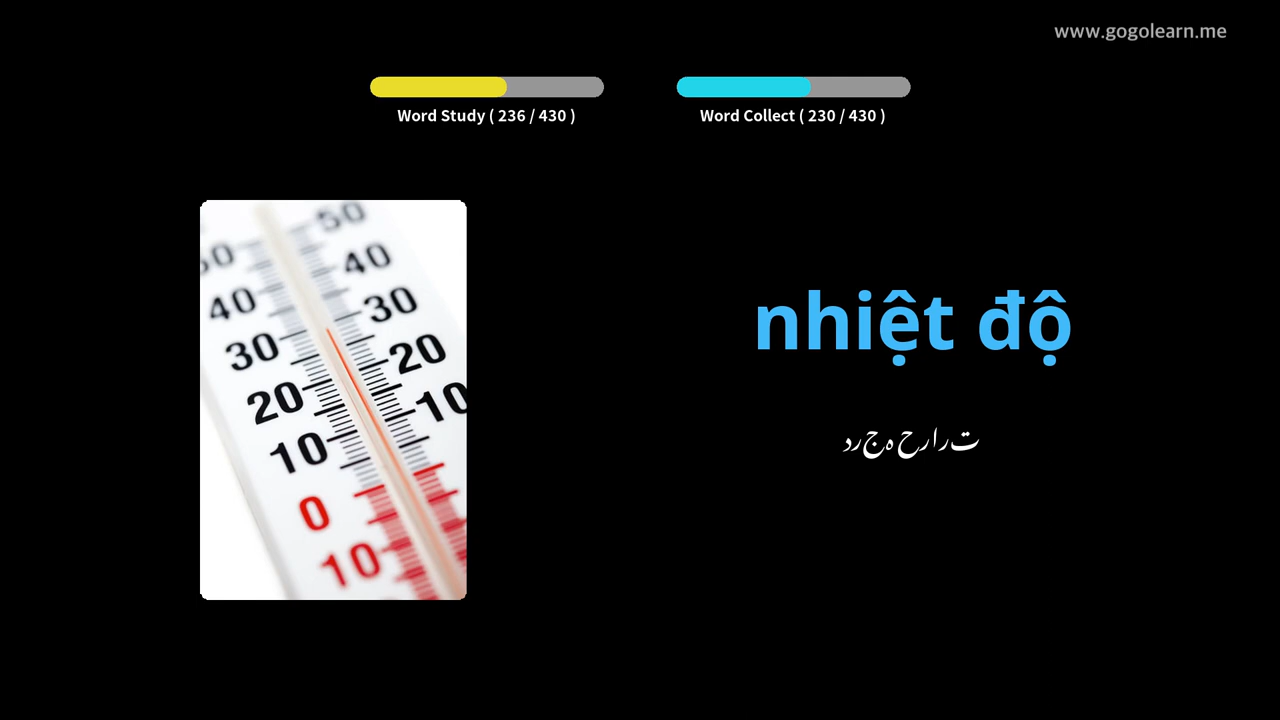 www.gogolearn.me
Word Study ( 236 / 430 )
Word Collect ( 230 / 430 )
50
50
40
40
30
30
20
20
10
10
0
10
nhiệt độ
درجہ حرارت